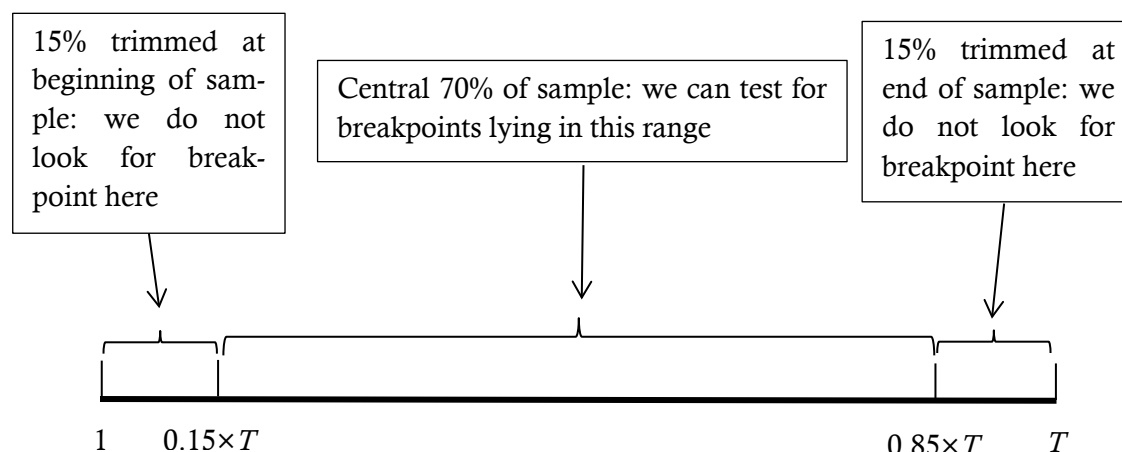 15% trimmed at
beginning of sam-
ple: we do not
look for break-
point here
Central 70% of sample: we can test for
breakpoints lying in this range
15% trimmed at
end of sample: we
do not look for
breakpoint here
1
0.15×T
0.85×T
T